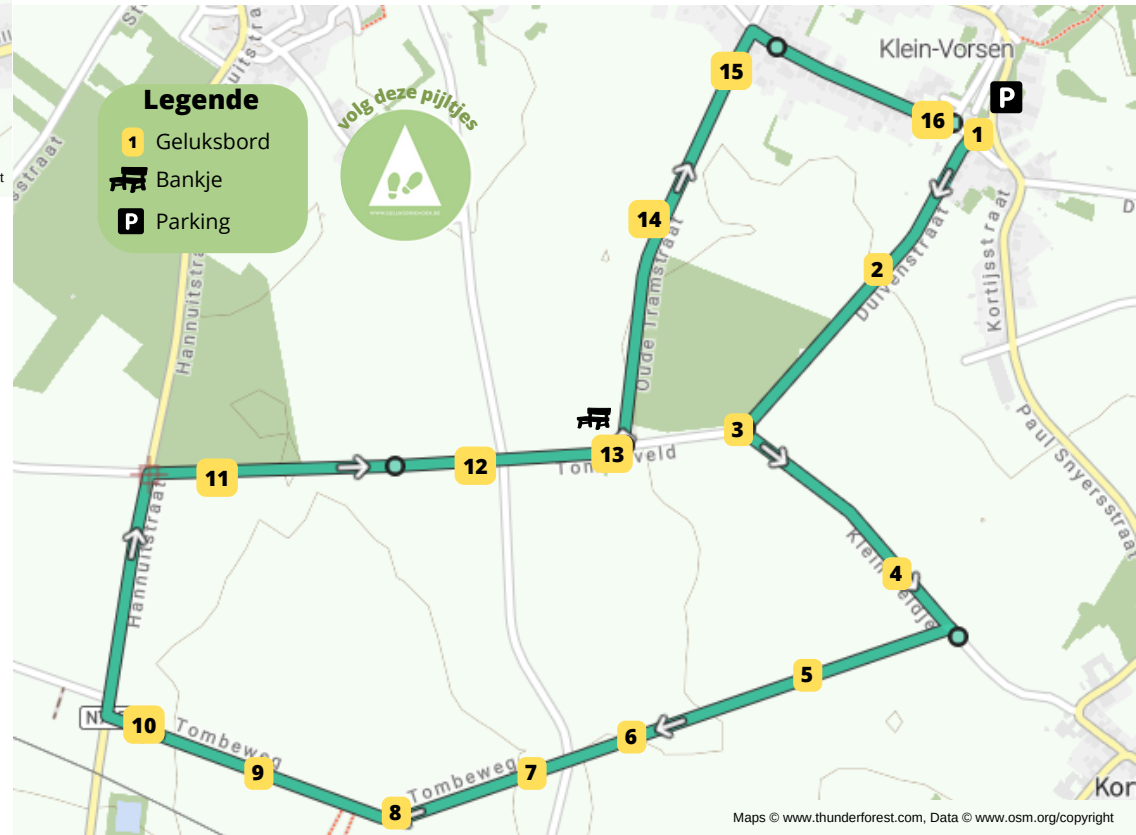 Klein-Vorsen
Legende
1 Geluksbord
Bankje
P Parking
volg deze pijltjes
P
15
16
1
14
2
3
13
12
11
4
5
6
7
8
9
10
Hannuitstraat
Hannuitstraat
Oude Tramstraat
Duivenstraat
Kortijsstraat
Paul Snyersstraat
Tombeweg
Tombeweg
Kor
Maps © www.thunderforest.com, Data © www.osm.org/copyright